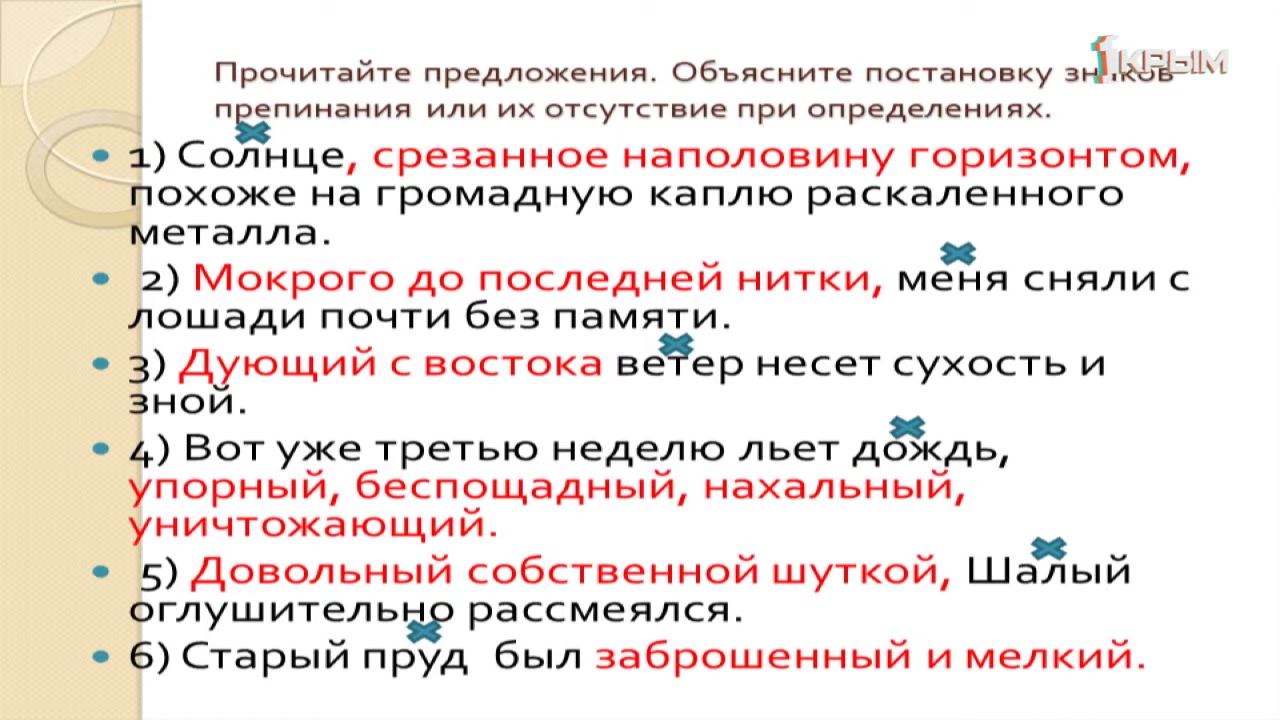 1КРЫМ
Прочитайте предложения. Объясните постановку знаков
препинания или их отсутствие при определениях.
1) Солнце, срезанное наполовину горизонтом,
похоже на громадную каплю раскаленного
металла.
2) Мокрого до последней нитки, меня сняли с
лошади почти без памяти.
3) Дующий с востока ветер несет сухость и
зной.
4) Вот уже третью неделю льет дождь,
упорный, беспощадный, нахальный,
уничтожающий.
5) Довольный собственной шуткой, Шалый
оглушительно рассмеялся.
6) Старый пруд был заброшенный и мелкий.